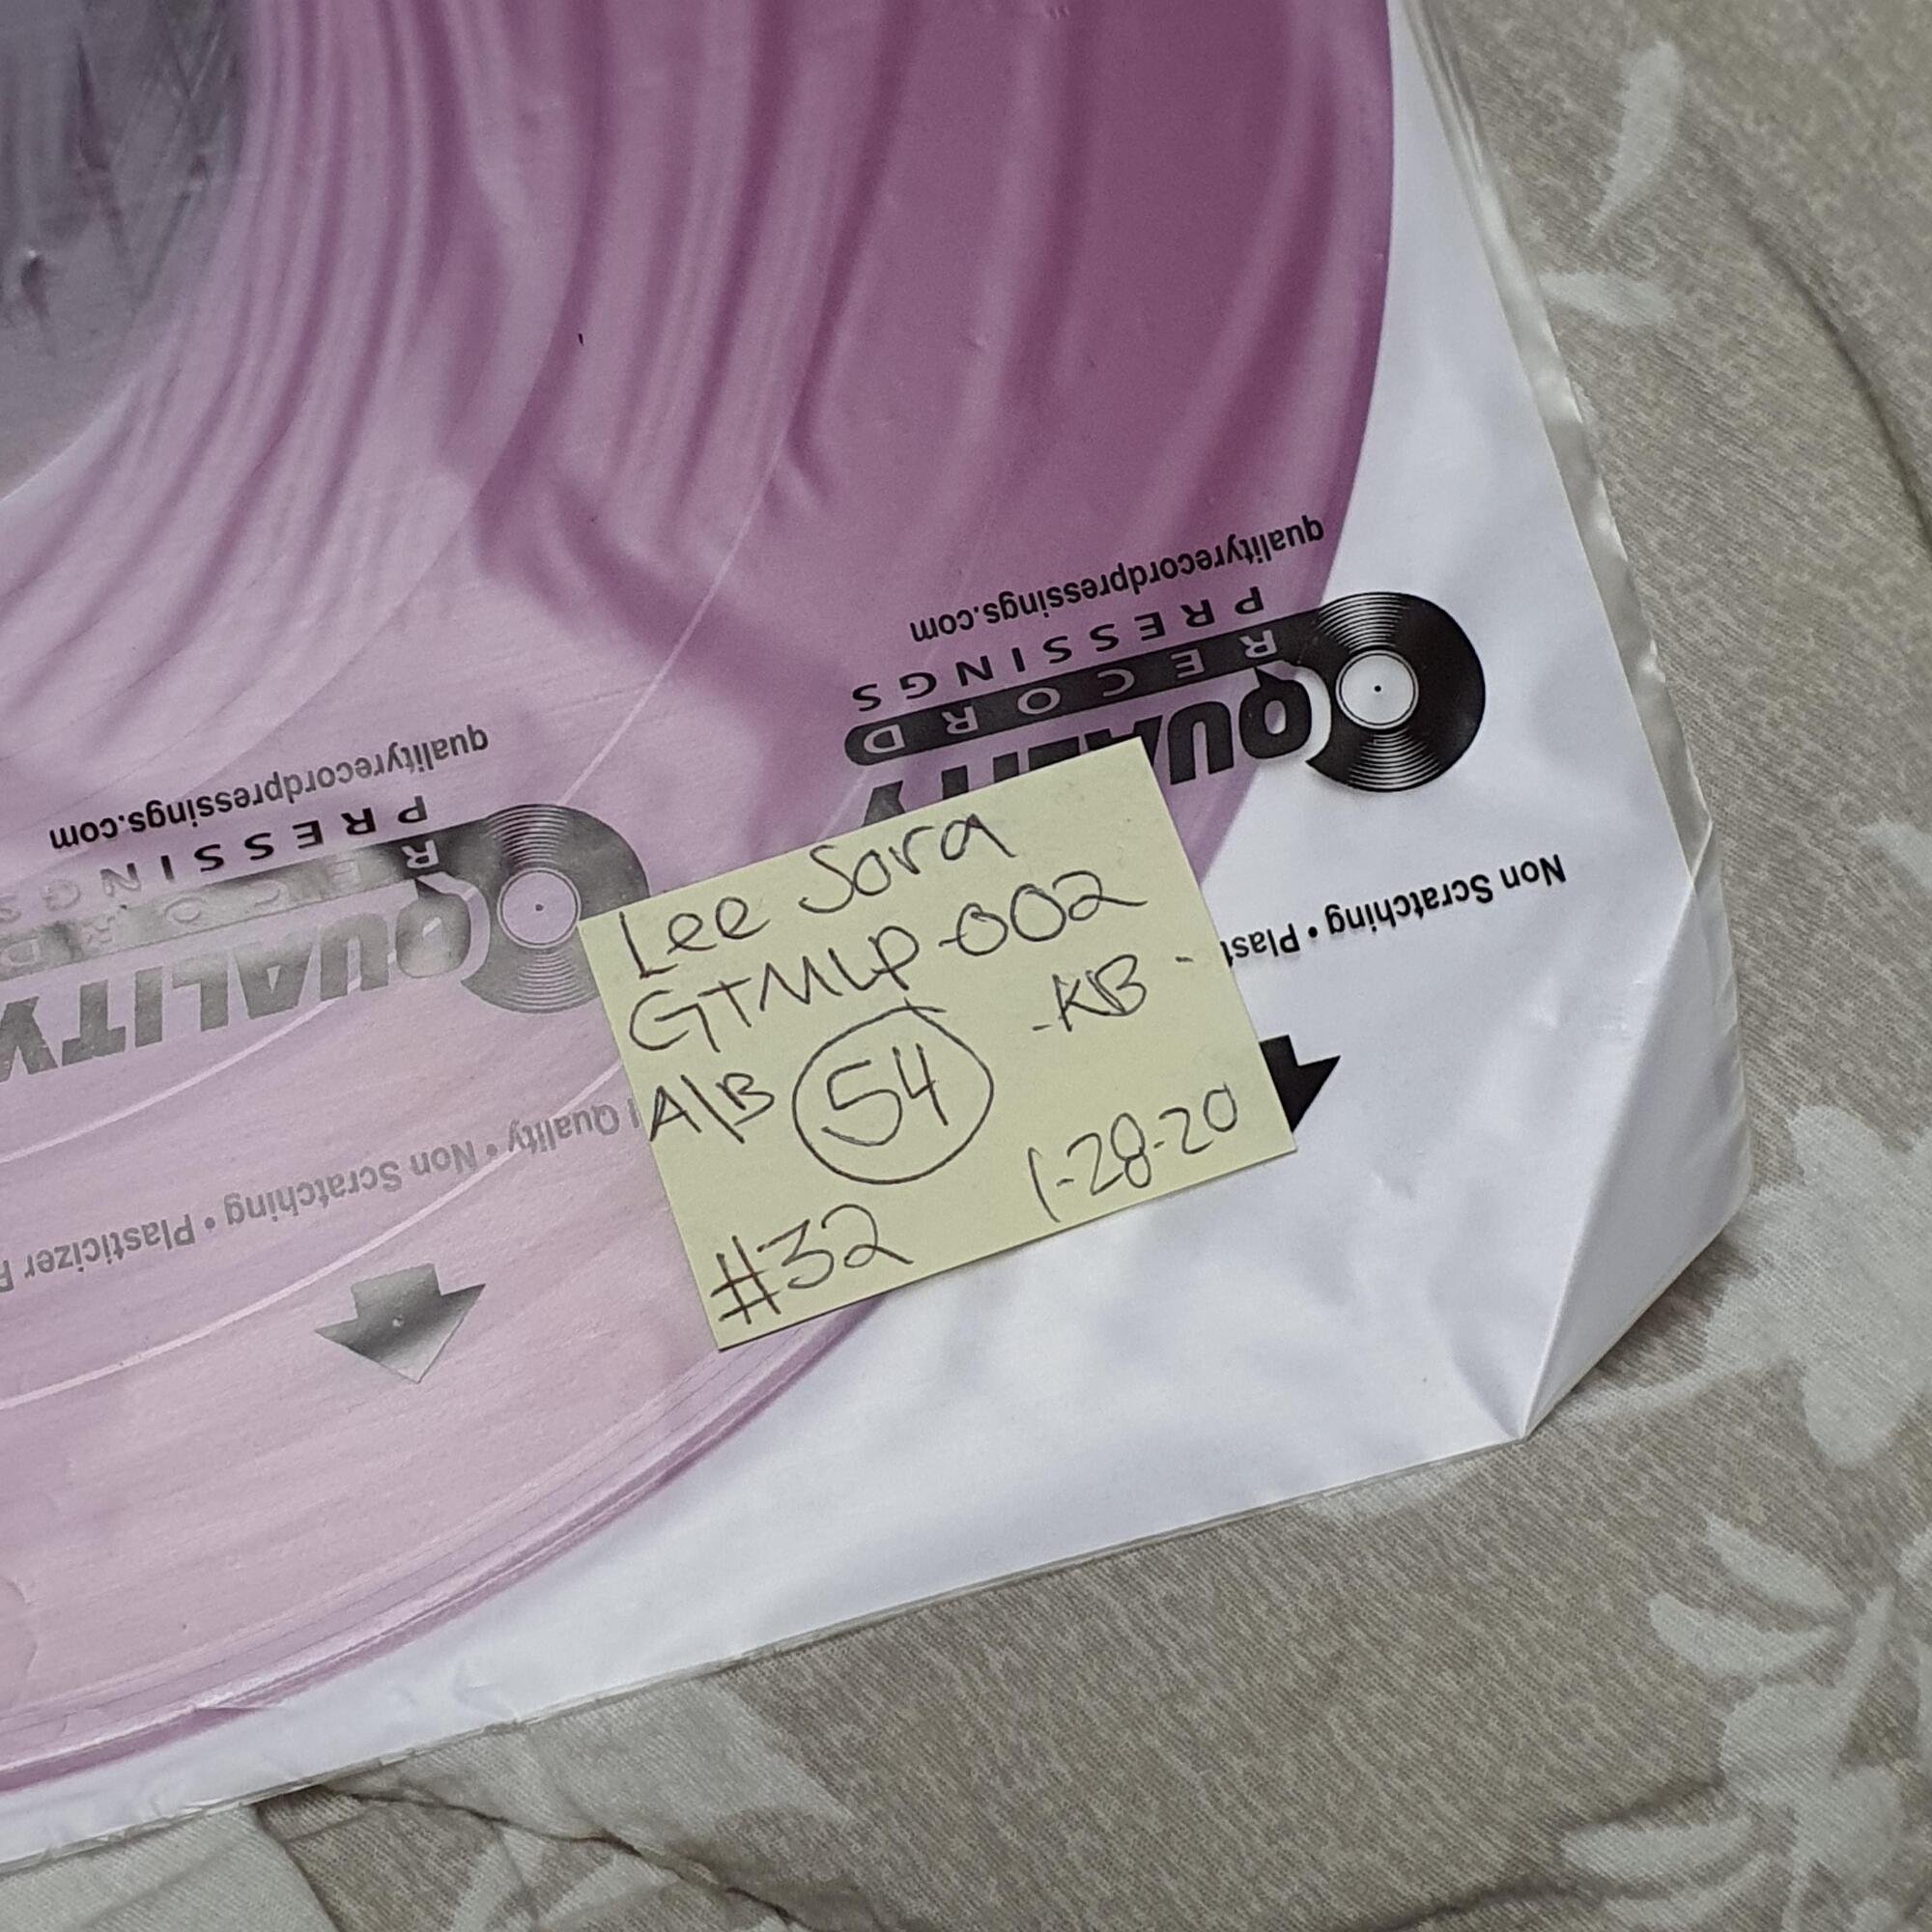 Lee Sora
GTMLP-002
A\B 54 -KB-
#32 1-28-20
QUALITY
RECORD
PRESSINGS
qualityrecordpressings.com
Non Scratching •
QUALITY
RECORD
PRESSINGS
qualityrecordpressings.com
Quality • Non Scratching • Plasticizer